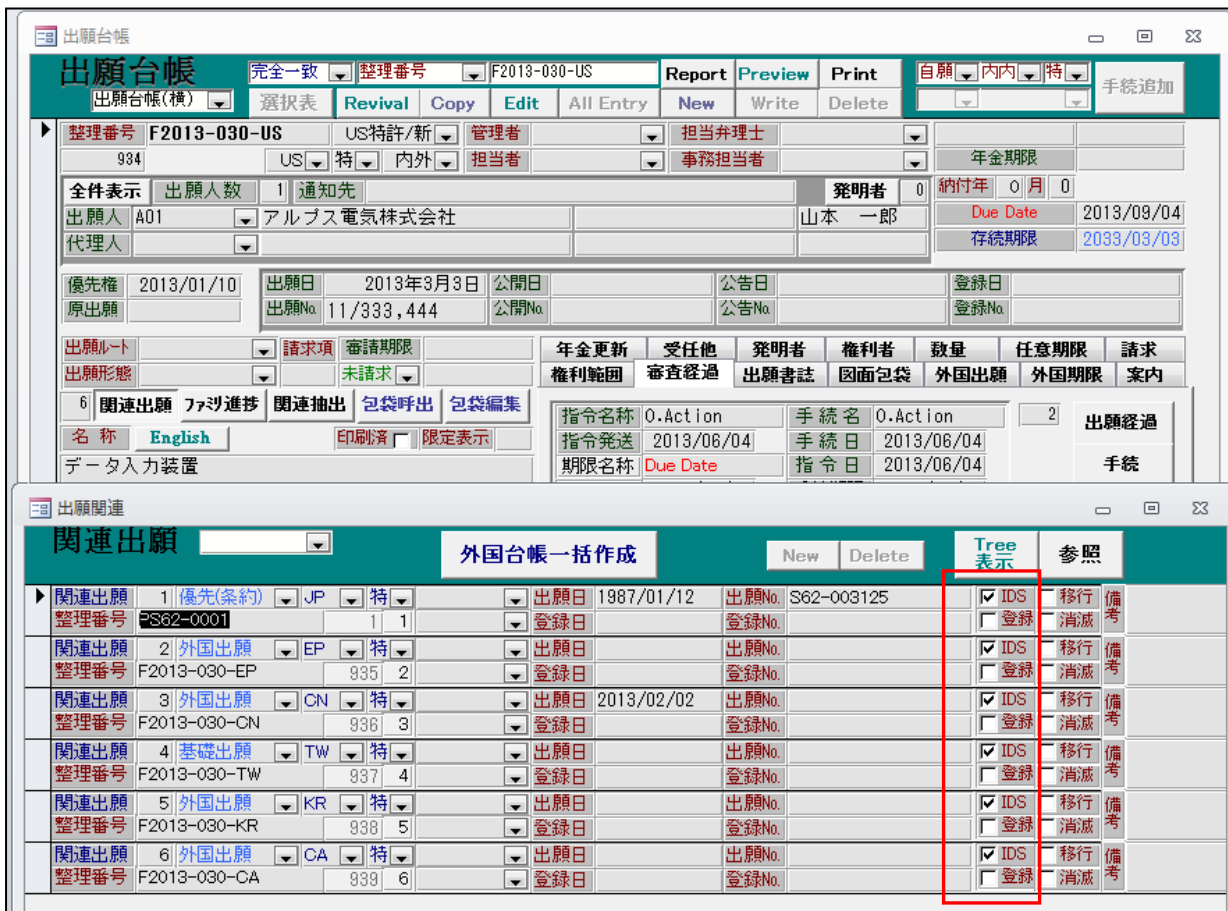 出願台帳
出願台帳 完全一致 整理番号 F2013-030-US Report Preview Print 自願 内内 特 手続追加
出願台帳(横) 選択表 Revival Copy Edit All Entry New Write Delete
整理番号 F2013-030-US US特許/新 管理者 担当弁理士
934 US 特 内外 担当者 事務担当者 年金期限
全件表示 出願人数 1 通知先 発明者 0 納付年 0 月 0
出願人 A01 アルプス電気株式会社 山本 一郎 Due Date 2013/09/04
代理人 存続期限 2033/03/03
優先権 2013/01/10 出願日 2013年3月3日 公開日 公告日 登録日
原出願 出願No. 11/333,444 公開No. 公告No. 登録No.
出願ルート 請求項 審請期限 年金更新 受任他 発明者 権利者 数量 任意期限 請求
出願形態 未請求 権利範囲 審査経過 出願書誌 図面包袋 外国出願 外国期限 案内
6 関連出願 ファミリ進捗 関連抽出 包袋呼出 包袋編集 指令名称 O.Action 手続名 O.Action 2 出願経過
名称 English 印刷済 限定表示 指令発送 2013/06/04 手続日 2013/06/04
データ入力装置 期限名称 Due Date 指令日 2013/06/04 手続
出願関連
関連出願 外国台帳一括作成 New Delete Tree表示 参照
関連出願 1 優先(条約) JP 特 出願日 1987/01/12 出願No. S62-003125 IDS 移行 備考
整理番号 PS62-0001 1 1 登録日 登録No. 登録 消滅
関連出願 2 外国出願 EP 特 出願日 出願No. IDS 移行 備考
整理番号 F2013-030-EP 935 2 登録日 登録No. 登録 消滅
関連出願 3 外国出願 CN 特 出願日 2013/02/02 出願No. IDS 移行 備考
整理番号 F2013-030-CN 936 3 登録日 登録No. 登録 消滅
関連出願 4 基礎出願 TW 特 出願日 出願No. IDS 移行 備考
整理番号 F2013-030-TW 937 4 登録日 登録No. 登録 消滅
関連出願 5 外国出願 KR 特 出願日 出願No. IDS 移行 備考
整理番号 F2013-030-KR 938 5 登録日 登録No. 登録 消滅
関連出願 6 外国出願 CA 特 出願日 出願No. IDS 移行 備考
整理番号 F2013-030-CA 939 6 登録日 登録No. 登録 消滅